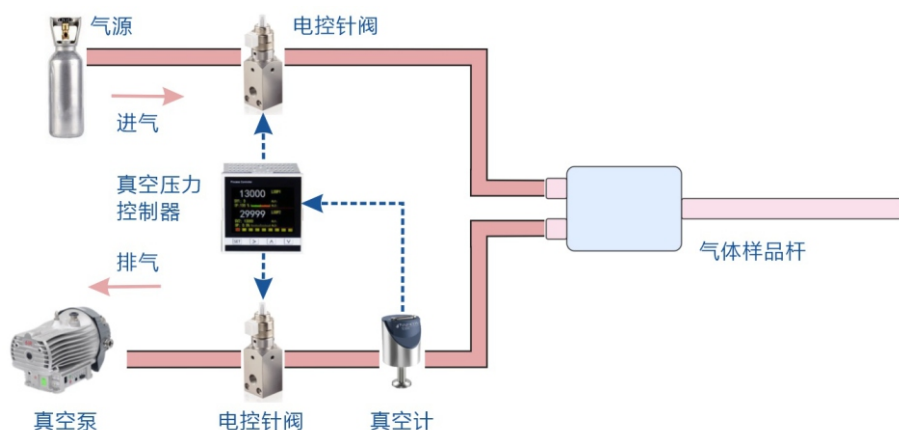 气源
电控针阀
进气
真空压力
控制器
13000
29999
排气
气体样品杆
真空泵
电控针阀
真空计